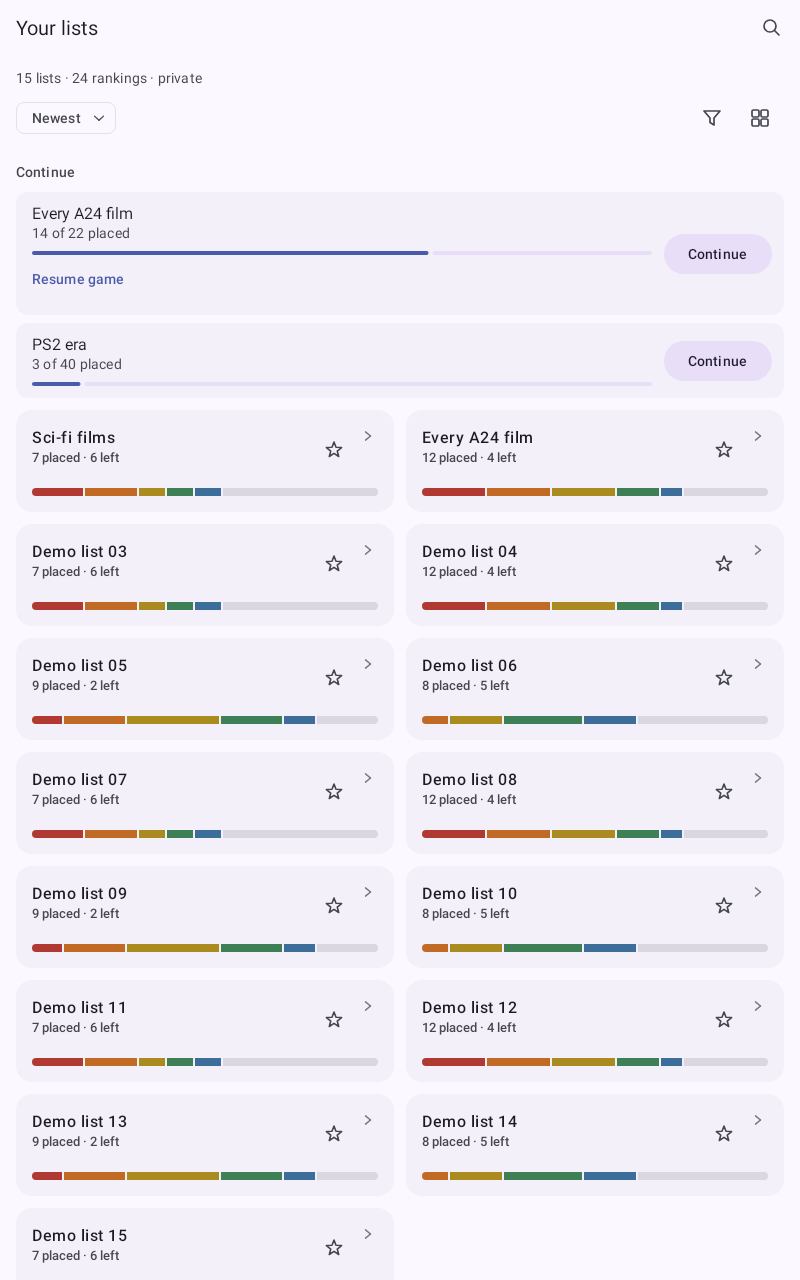 Your lists
15 lists · 24 rankings · private
Newest
Continue
Every A24 film
14 of 22 placed
Continue
Resume game
PS2 era
3 of 40 placed
Continue
Sci-fi films
7 placed · 6 left
Every A24 film
12 placed · 4 left
Demo list 03
7 placed · 6 left
Demo list 04
12 placed · 4 left
Demo list 05
9 placed · 2 left
Demo list 06
8 placed · 5 left
Demo list 07
7 placed · 6 left
Demo list 08
12 placed · 4 left
Demo list 09
9 placed · 2 left
Demo list 10
8 placed · 5 left
Demo list 11
7 placed · 6 left
Demo list 12
12 placed · 4 left
Demo list 13
9 placed · 2 left
Demo list 14
8 placed · 5 left
Demo list 15
7 placed · 6 left